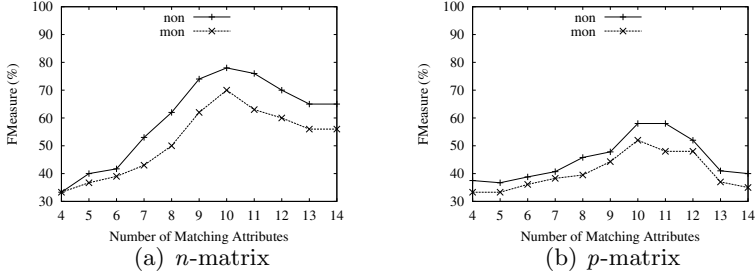 FMeasure (%)
100
90
80
70
60
50
40
30
non
mon
4 5 6 7 8 9 10 11 12 13 14
Number of Matching Attributes
(a) n-matrix
FMeasure (%)
100
90
80
70
60
50
40
30
non
mon
4 5 6 7 8 9 10 11 12 13 14
Number of Matching Attributes
(b) p-matrix